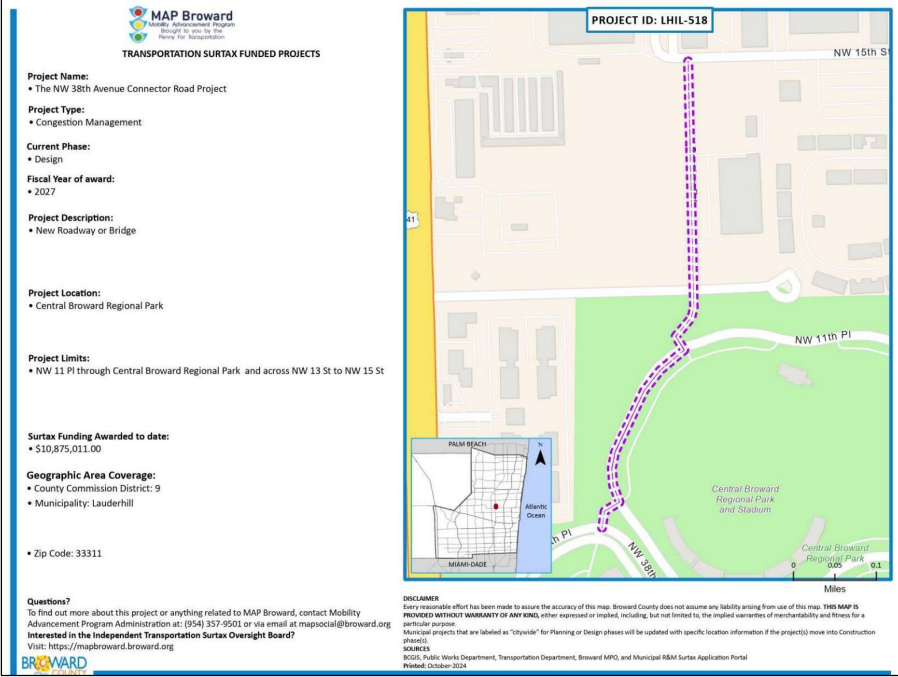 MAP Broward
Mobility Advancement Program
Brought to you by the
Penny For Transportation
TRANSPORTATION SURTAX FUNDED PROJECTS
Project Name:
• The NW 38th Avenue Connector Road Project
Project Type:
• Congestion Management
Current Phase:
• Design
Fiscal Year of award:
• 2027
Project Description:
• New Roadway or Bridge
Project Location:
• Central Broward Regional Park
Project Limits:
• NW 11 Pl through Central Broward Regional Park and across NW 13 St to NW 15 St
Surtax Funding Awarded to date:
• $10,875,011.00
Geographic Area Coverage:
• County Commission District: 9
• Municipality: Lauderhill
• Zip Code: 33311
Questions?
To find out more about this project or anything related to MAP Broward, contact Mobility
Advancement Program Administration at: (954) 357-9501 or via email at mapsocial@broward.org
Interested in the Independent Transportation Surtax Oversight Board?
Visit: https://mapbroward.broward.org
BROWARD
COUNTY
PROJECT ID: LHIL-518
NW 15th St
41
NW 11th Pl
Central Broward
Regional Park
and Stadium
Central Broward
Regional Park
th Pl
NW 38th
PALM BEACH
N
Atlantic
Ocean
MIAMI-DADE
0 0.05 0.1
Miles
DISCLAIMER
Every reasonable effort has been made to assure the accuracy of this map. Broward County does not assume any liability arising from use of this map. THIS MAP IS
PROVIDED WITHOUT WARRANTY OF ANY KIND, either expressed or implied, including, but not limited to, the implied warranties of merchantability and fitness for a
particular purpose.
Municipal projects that are labeled as "citywide" for Planning or Design phases will be updated with specific location information if the project(s) move into Construction
phase(s).
SOURCES
BCGIS, Public Works Department, Transportation Department, Broward MPO, and Municipal R&M Surtax Application Portal
Printed: October-2024